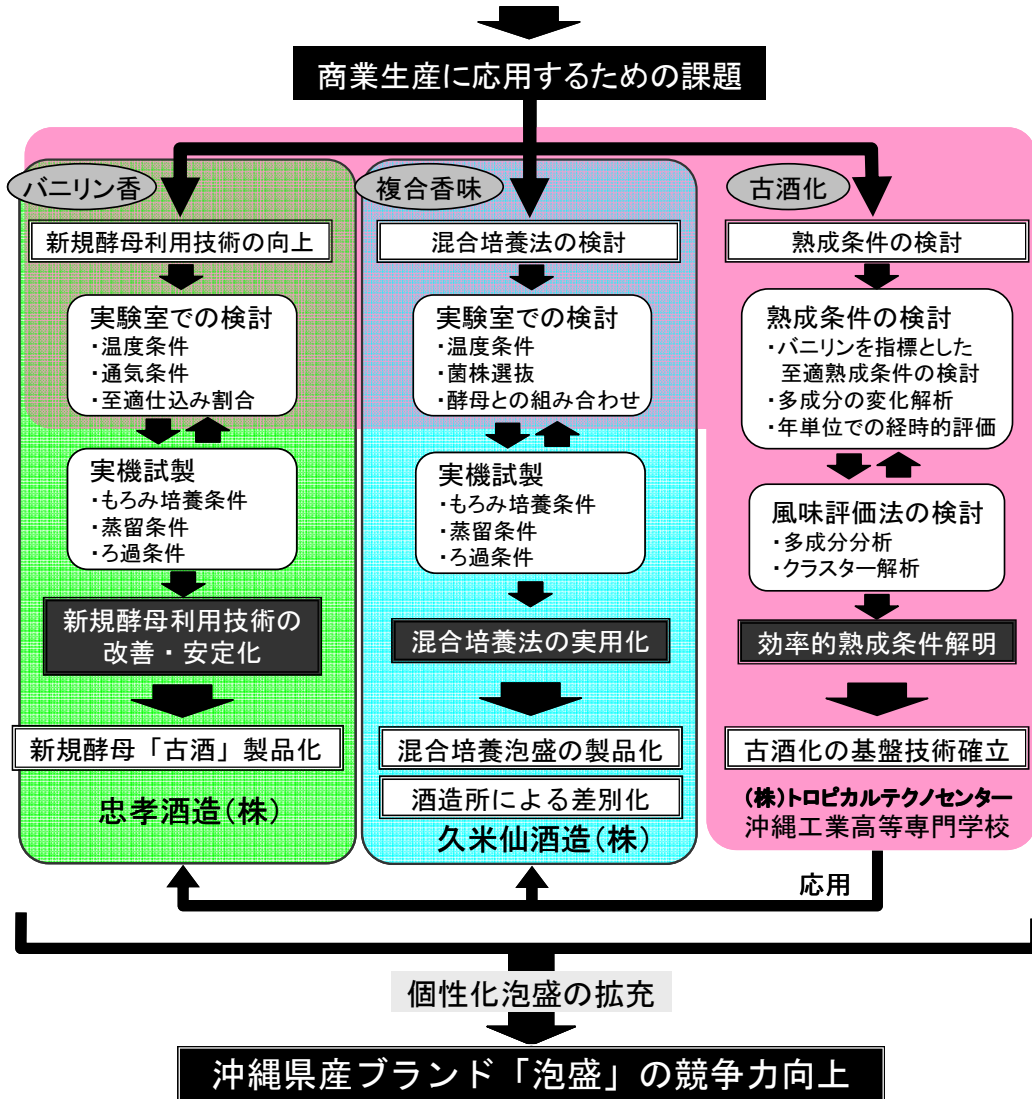 商業生産に応用するための課題
バニリン香
新規酵母利用技術の向上
実験室での検討
・温度条件
・通気条件
・至適仕込み割合
実機試製
・もろみ培養条件
・蒸留条件
・ろ過条件
新規酵母利用技術の
改善・安定化
新規酵母「古酒」製品化
忠孝酒造(株)
複合香味
混合培養法の検討
実験室での検討
・温度条件
・菌株選抜
・酵母との組み合わせ
実機試製
・もろみ培養条件
・蒸留条件
・ろ過条件
混合培養法の実用化
混合培養泡盛の製品化
酒造所による差別化
久米仙酒造(株)
古酒化
熟成条件の検討
熟成条件の検討
・バニリンを指標とした
至適熟成条件の検討
・多成分の変化解析
・年単位での経時的評価
風味評価法の検討
・多成分分析
・クラスター解析
効率的熟成条件解明
古酒化の基盤技術確立
(株)トロピカルテクノセンター
沖縄工業高等専門学校
応用
個性化泡盛の拡充
沖縄県産ブランド「泡盛」の競争力向上